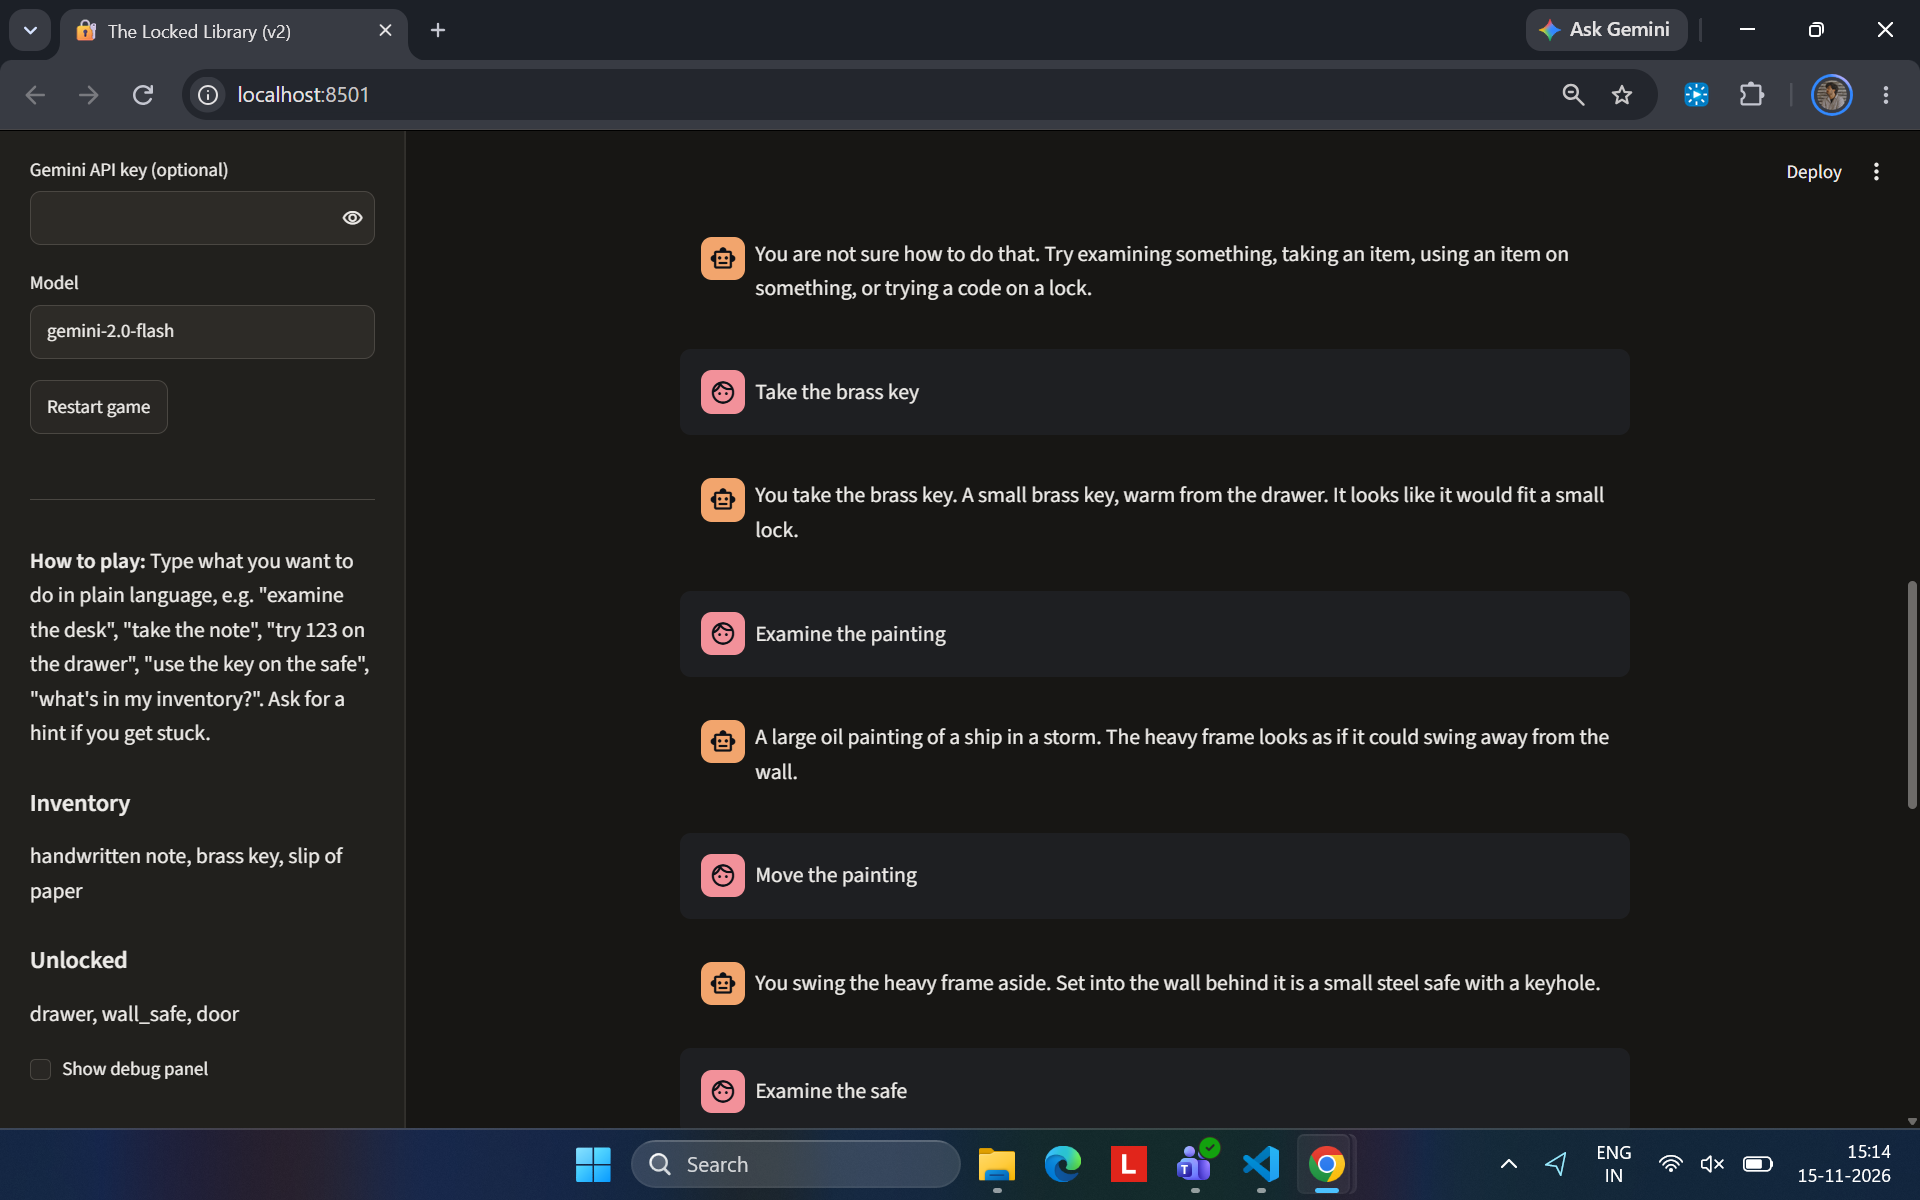 The Locked Library (v2)
Ask Gemini
localhost:8501
Gemini API key (optional)
Model
gemini-2.0-flash
Restart game
How to play: Type what you want to
do in plain language, e.g. "examine
the desk", "take the note", "try 123 on
the drawer", "use the key on the safe",
"what's in my inventory?". Ask for a
hint if you get stuck.
Inventory
handwritten note, brass key, slip of
paper
Unlocked
drawer, wall_safe, door
Show debug panel
Deploy
You are not sure how to do that. Try examining something, taking an item, using an item on
something, or trying a code on a lock.
Take the brass key
You take the brass key. A small brass key, warm from the drawer. It looks like it would fit a small
lock.
Examine the painting
A large oil painting of a ship in a storm. The heavy frame looks as if it could swing away from the
wall.
Move the painting
You swing the heavy frame aside. Set into the wall behind it is a small steel safe with a keyhole.
Examine the safe
Search
L
T
ENG
IN
15:14
15-11-2026